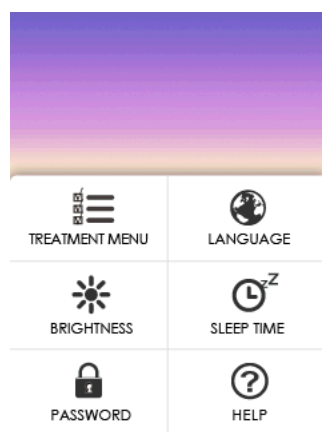 TREATMENT MENU
LANGUAGE
BRIGHTNESS
SLEEP TIME
PASSWORD
HELP